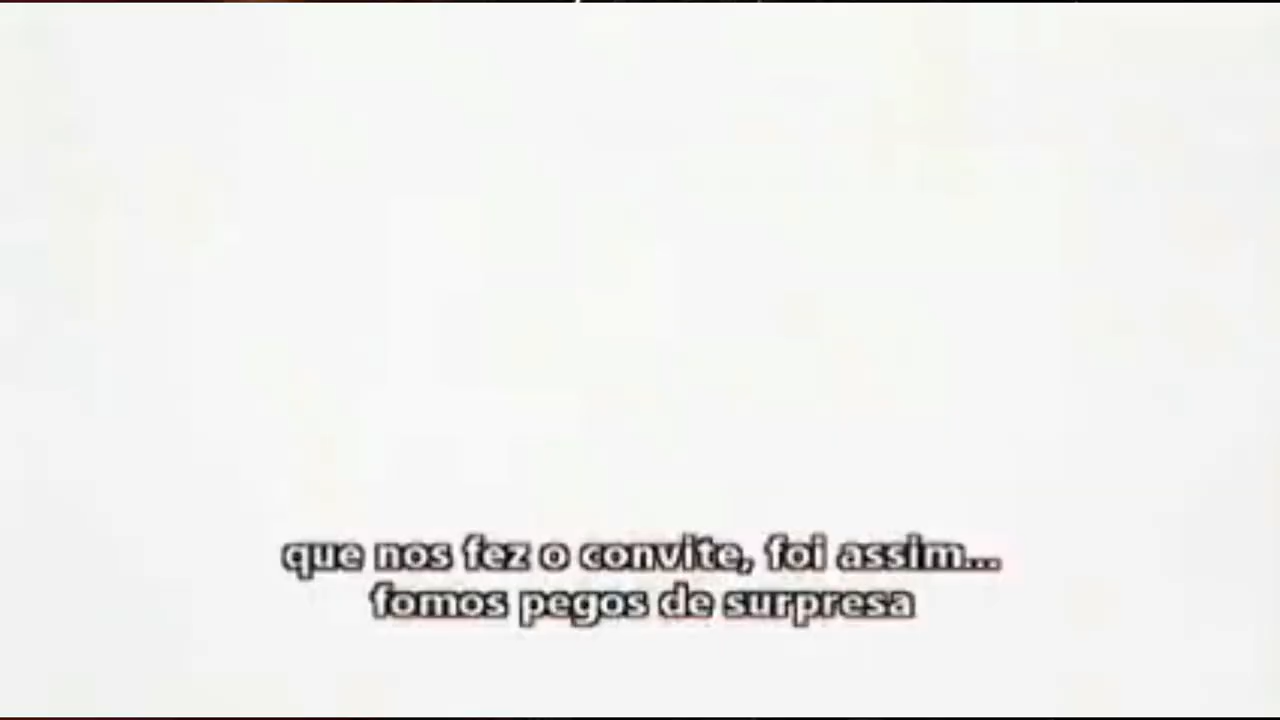 que nos fez o convite, foi assim...
fomos pegos de surpresa